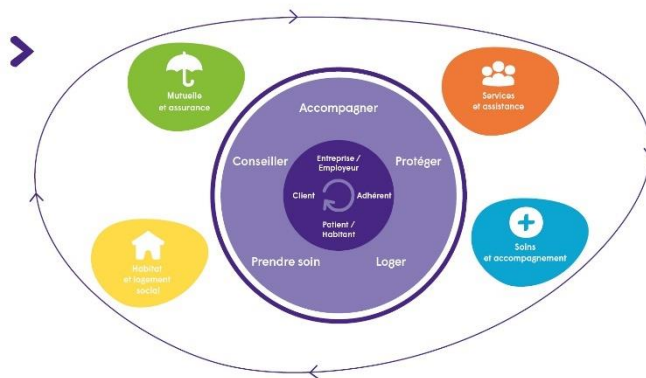 Mutuelle
et assurance
Services
et assistance
Accompagner
Conseiller
Protéger
Entreprise /
Employeur
Client
Adhérent
Patient /
Habitant
Prendre soin
Loger
Habitat
et logement
social
Soins
et accompagnement